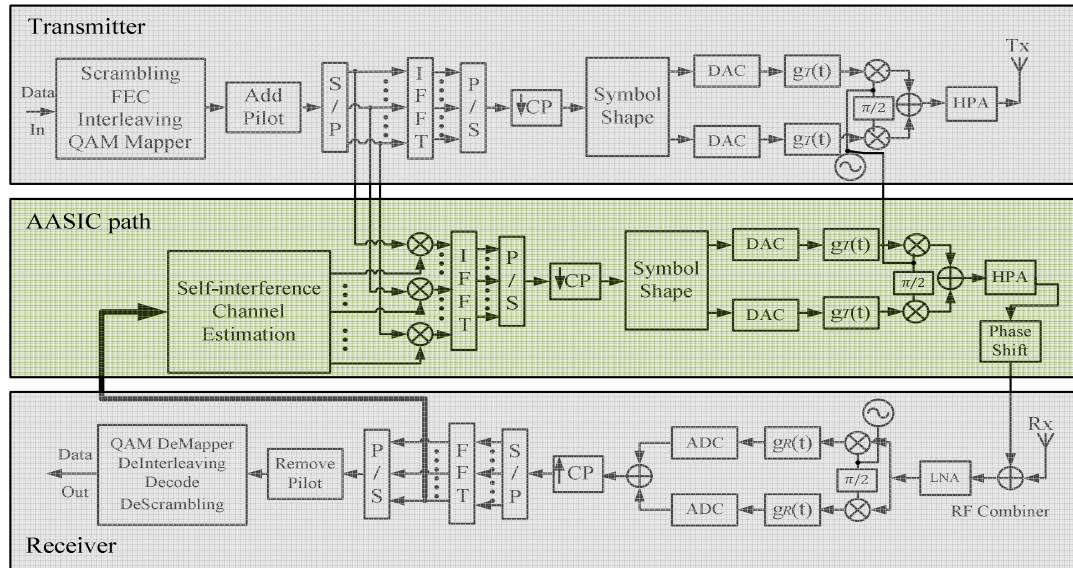 Transmitter
Data
In
Scrambling
FEC
Interleaving
QAM Mapper
Add
Pilot
S
/
P
I
F
F
T
P
/
S
CP
Symbol
Shape
DAC
gT(t)
DAC
gT(t)
π/2
HPA
Tx
AASIC path
Self-interference
Channel
Estimation
I
F
F
T
P
/
S
CP
Symbol
Shape
DAC
gT(t)
DAC
gT(t)
π/2
HPA
Phase
Shift
Data
Out
QAM DeMapper
DeInterleaving
Decode
DeScrambling
Remove
Pilot
P
/
S
F
F
T
S
/
P
CP
ADC
gR(t)
ADC
gR(t)
π/2
LNA
Rx
RF Combiner
Receiver